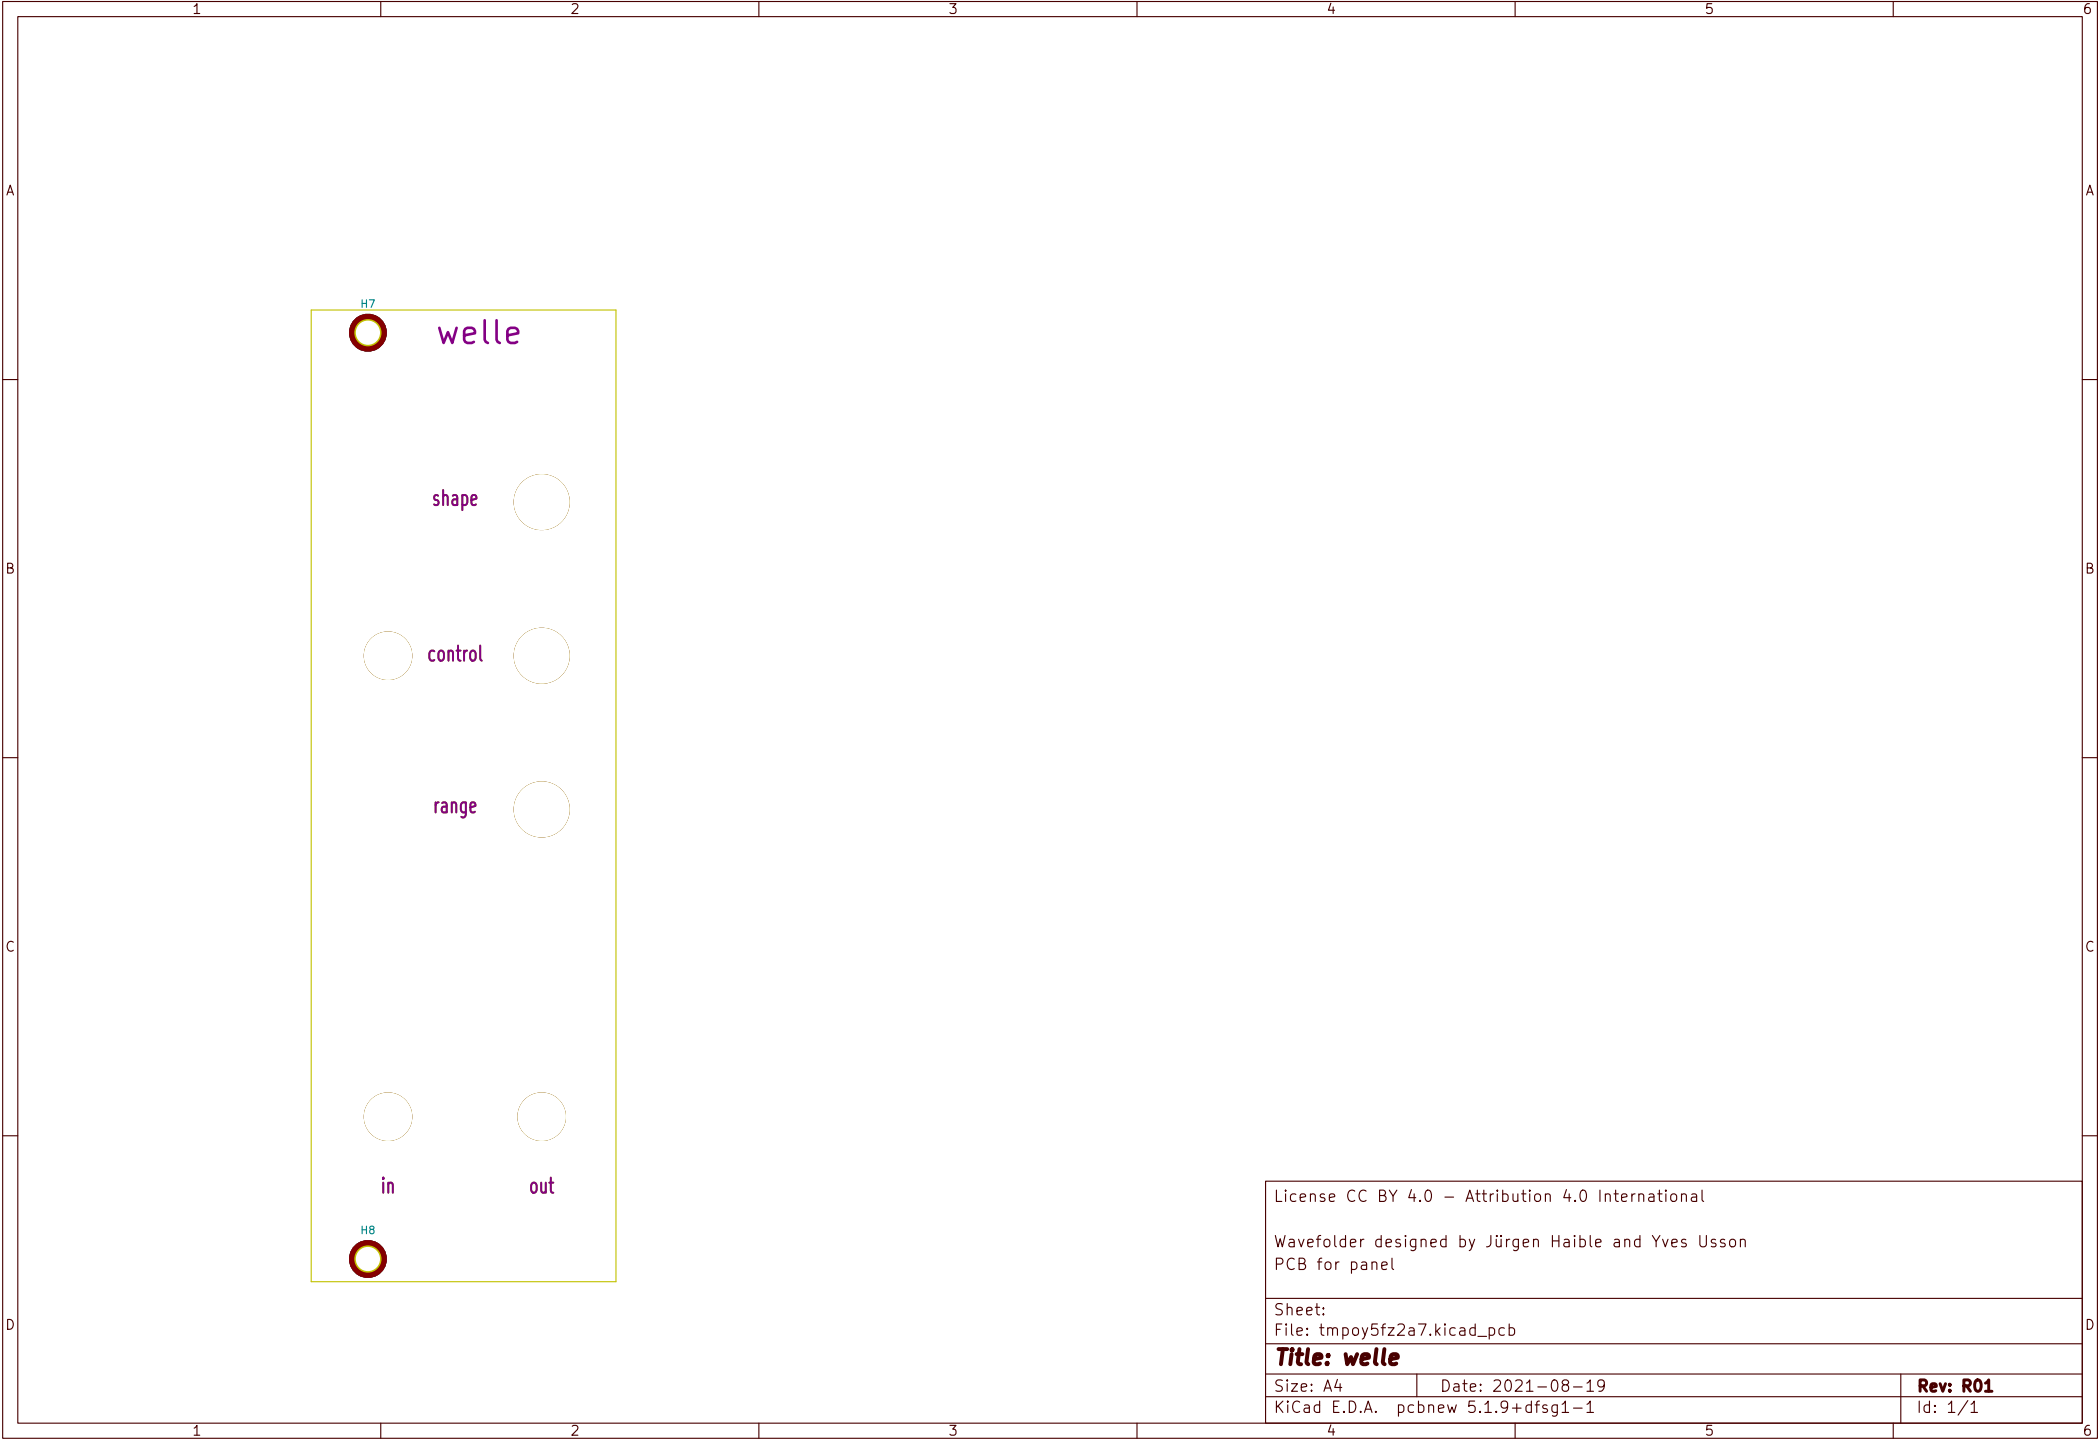 1 2 3 4 5 6
A A
H7
welle
shape
B B
control
range
C C
in out
H8
License CC BY 4.0 – Attribution 4.0 International
Wavefolder designed by Jürgen Haible and Yves Usson
PCB for panel
Sheet:
D D
File: tmpoy5fz2a7.kicad_pcb
Title: welle
Size: A4 Date: 2021–08–19 Rev: R01
KiCad E.D.A. pcbnew 5.1.9+dfsg1–1 Id: 1/1
1 2 3 4 5 6